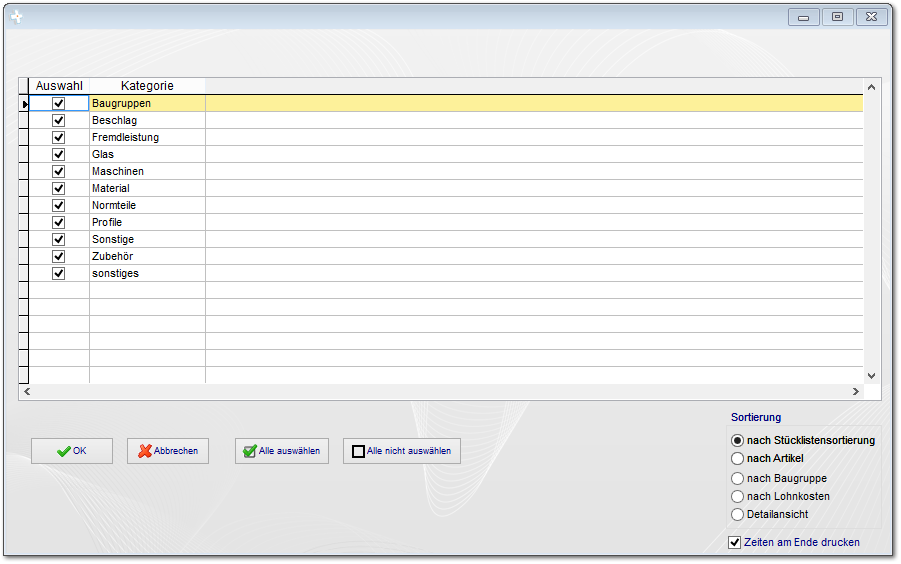 Auswahl Kategorie
Baugruppen
Beschlag
Fremdleistung
Glas
Maschinen
Material
Normteile
Profile
Sonstige
Zubehör
sonstiges
Sortierung
nach Stücklistensortierung
nach Artikel
nach Baugruppe
nach Lohnkosten
Detailansicht
Zeiten am Ende drucken
OK Abbrechen Alle auswählen Alle nicht auswählen